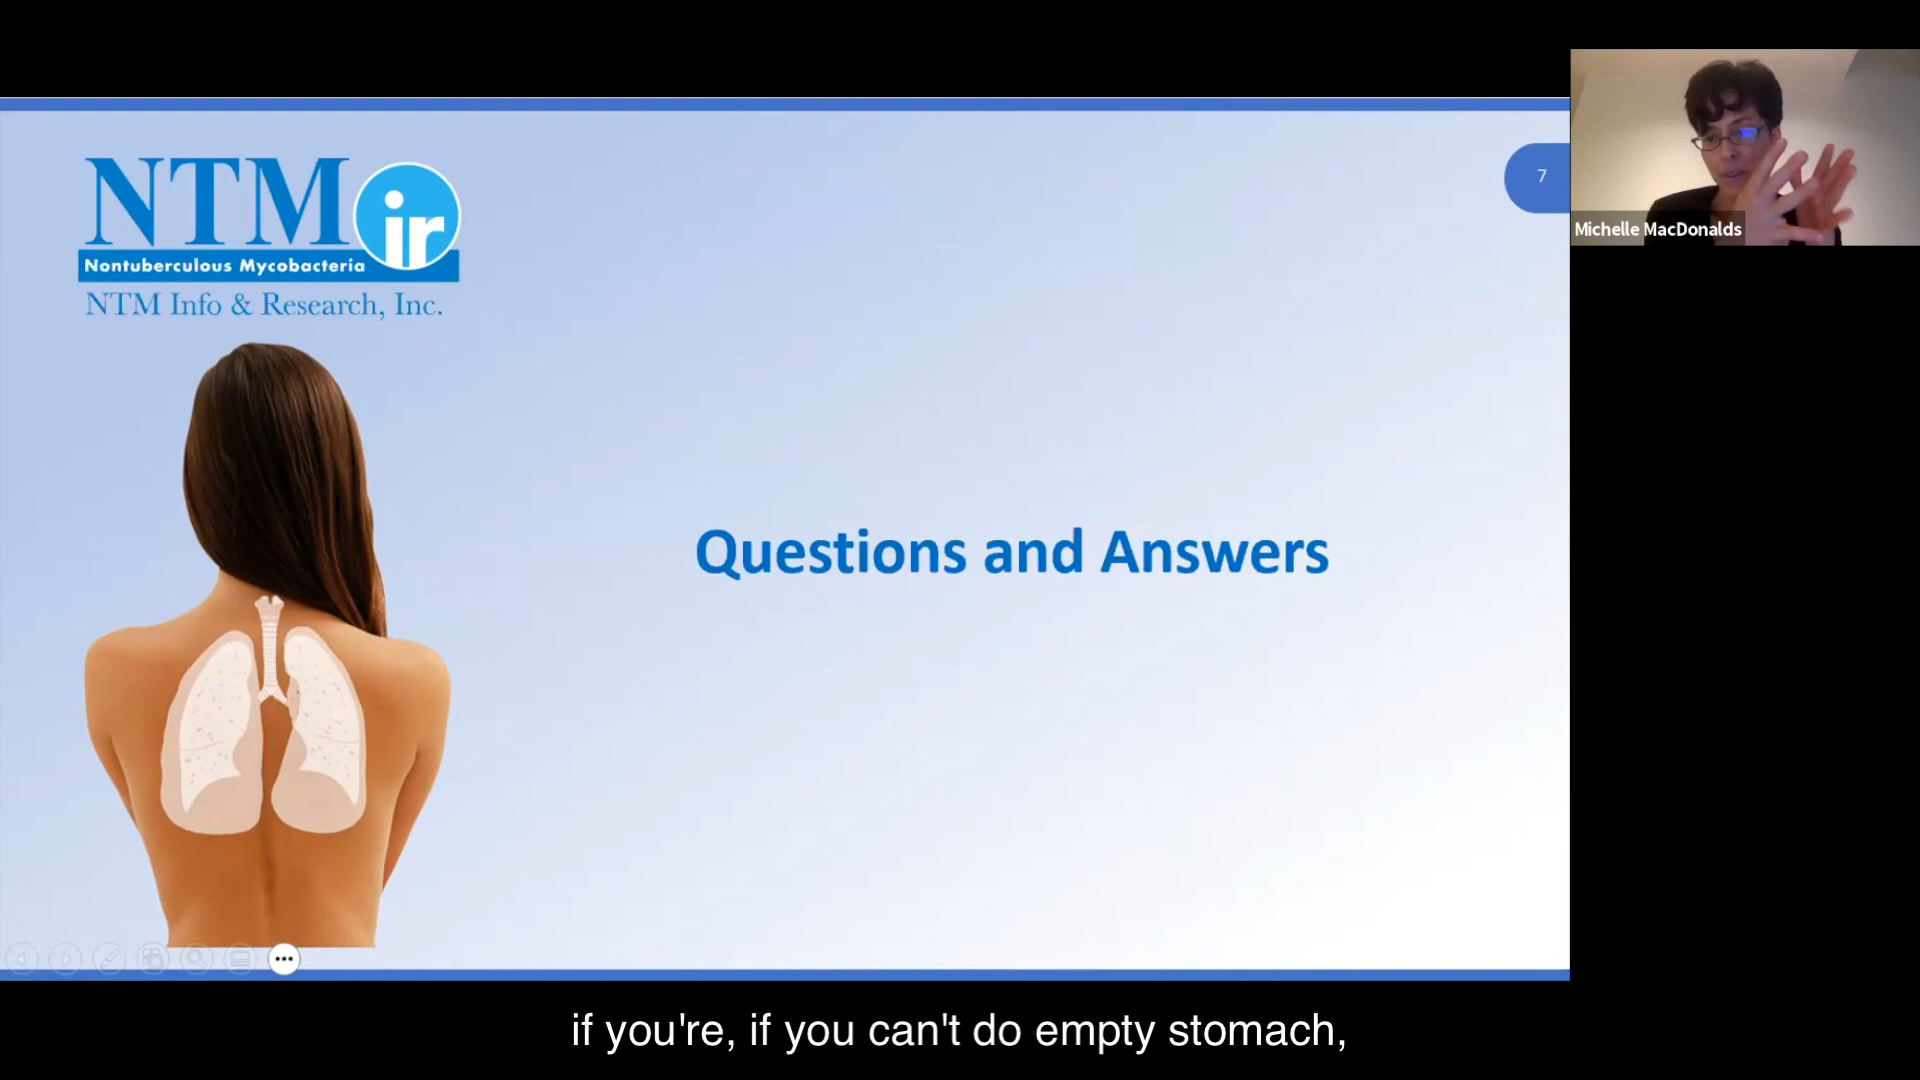 NTM
ir
Nontuberculous Mycobacteria
NTM Info & Research, Inc.
7
Michelle MacDonalds
Questions and Answers
if you're, if you can't do empty stomach,